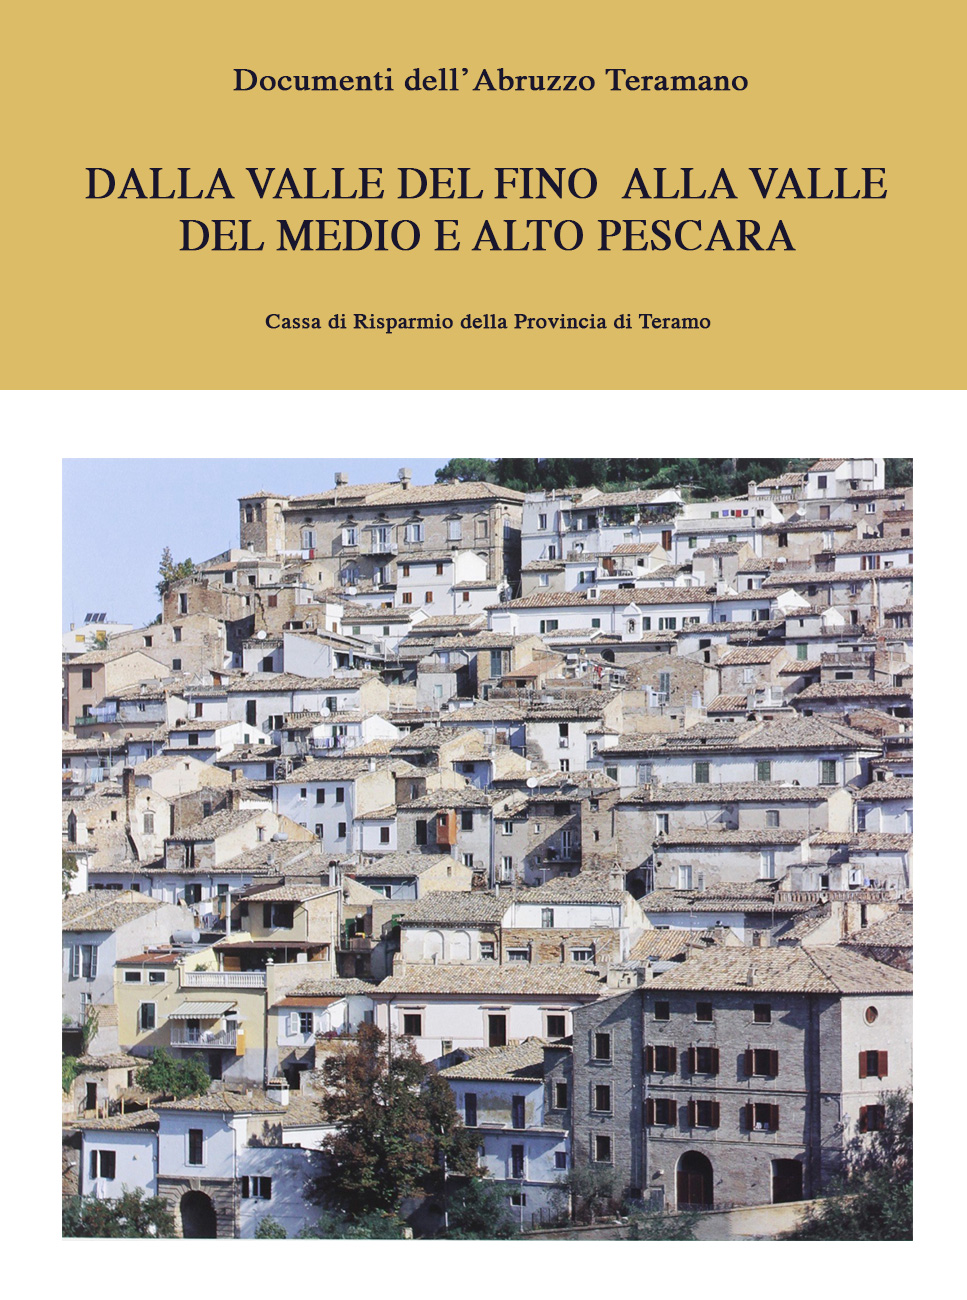 Documenti dell'Abruzzo Teramano
DALLA VALLE DEL FINO ALLA VALLE
DEL MEDIO E ALTO PESCARA
Cassa di Risparmio della Provincia di Teramo